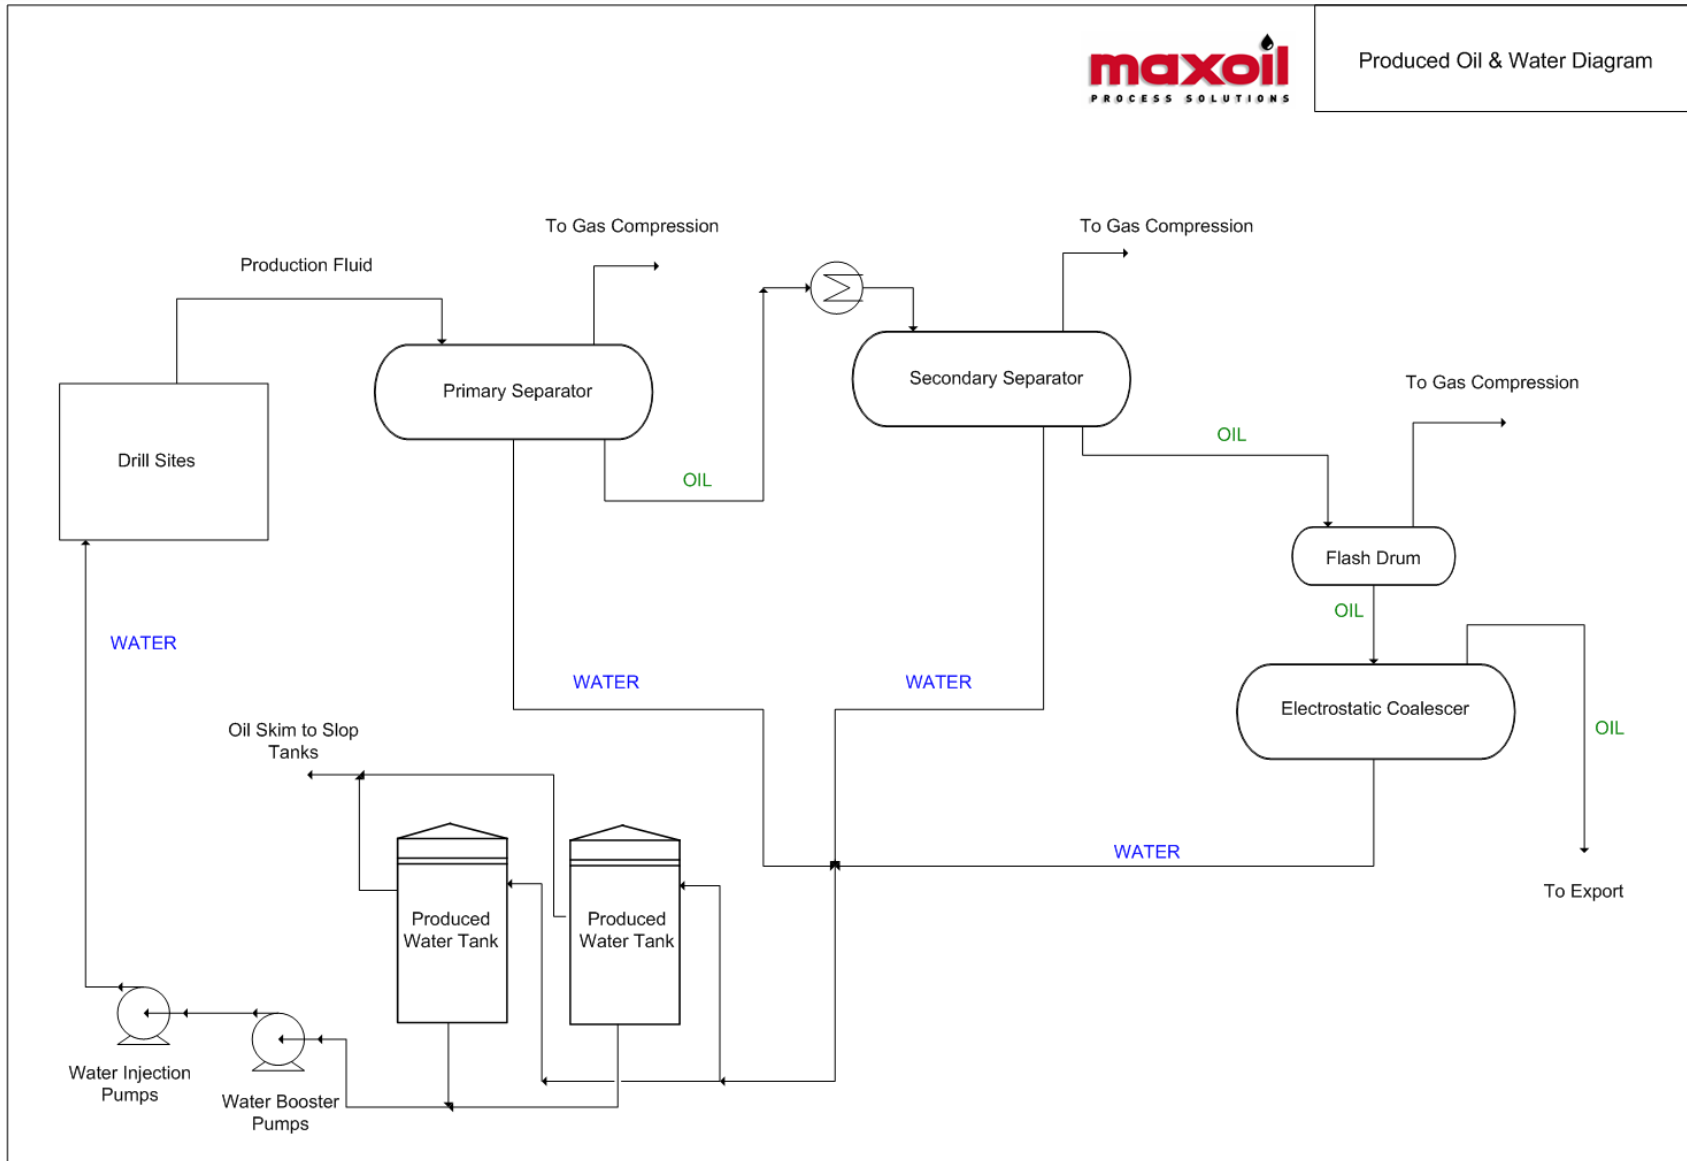 maxoil
PROCESS SOLUTIONS
Produced Oil & Water Diagram
To Gas Compression
To Gas Compression
Production Fluid
Primary Separator
Secondary Separator
To Gas Compression
Drill Sites
OIL
OIL
Flash Drum
OIL
WATER
WATER
WATER
Electrostatic Coalescer
OIL
Oil Skim to Slop
Tanks
WATER
To Export
Produced
Water Tank
Produced
Water Tank
Water Injection
Pumps
Water Booster
Pumps